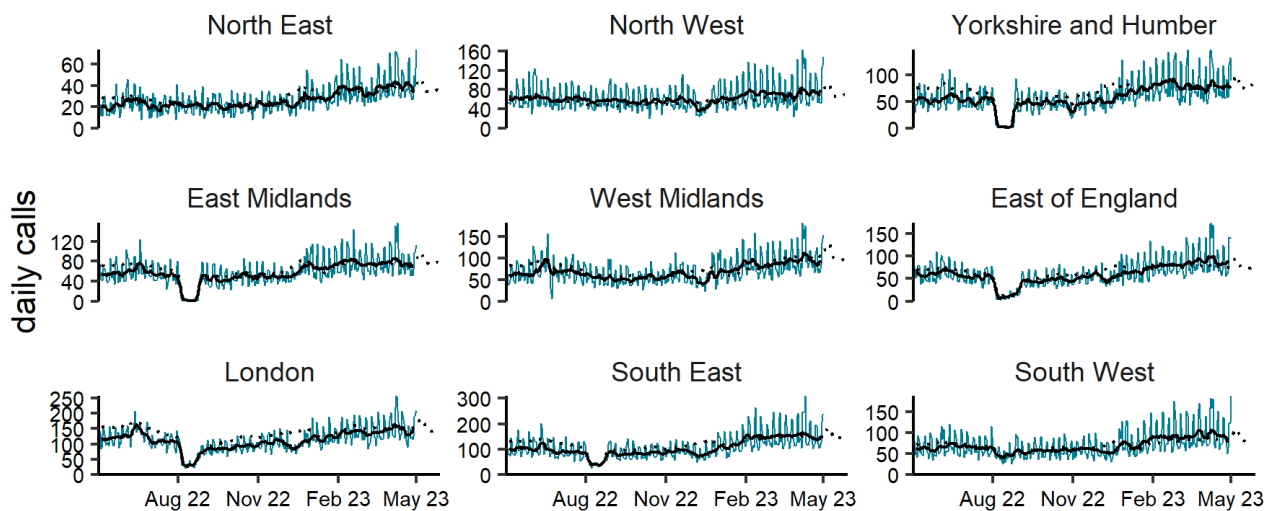 North East
North West
Yorkshire and Humber
60
40
20
0
160
120
80
40
0
100
50
0
daily calls
East Midlands
West Midlands
East of England
120
80
40
0
150
100
50
0
150
100
50
0
London
South East
South West
250
200
150
100
50
0
300
200
100
0
150
100
50
0
Aug 22 Nov 22 Feb 23 May 23
Aug 22 Nov 22 Feb 23 May 23
Aug 22 Nov 22 Feb 23 May 23